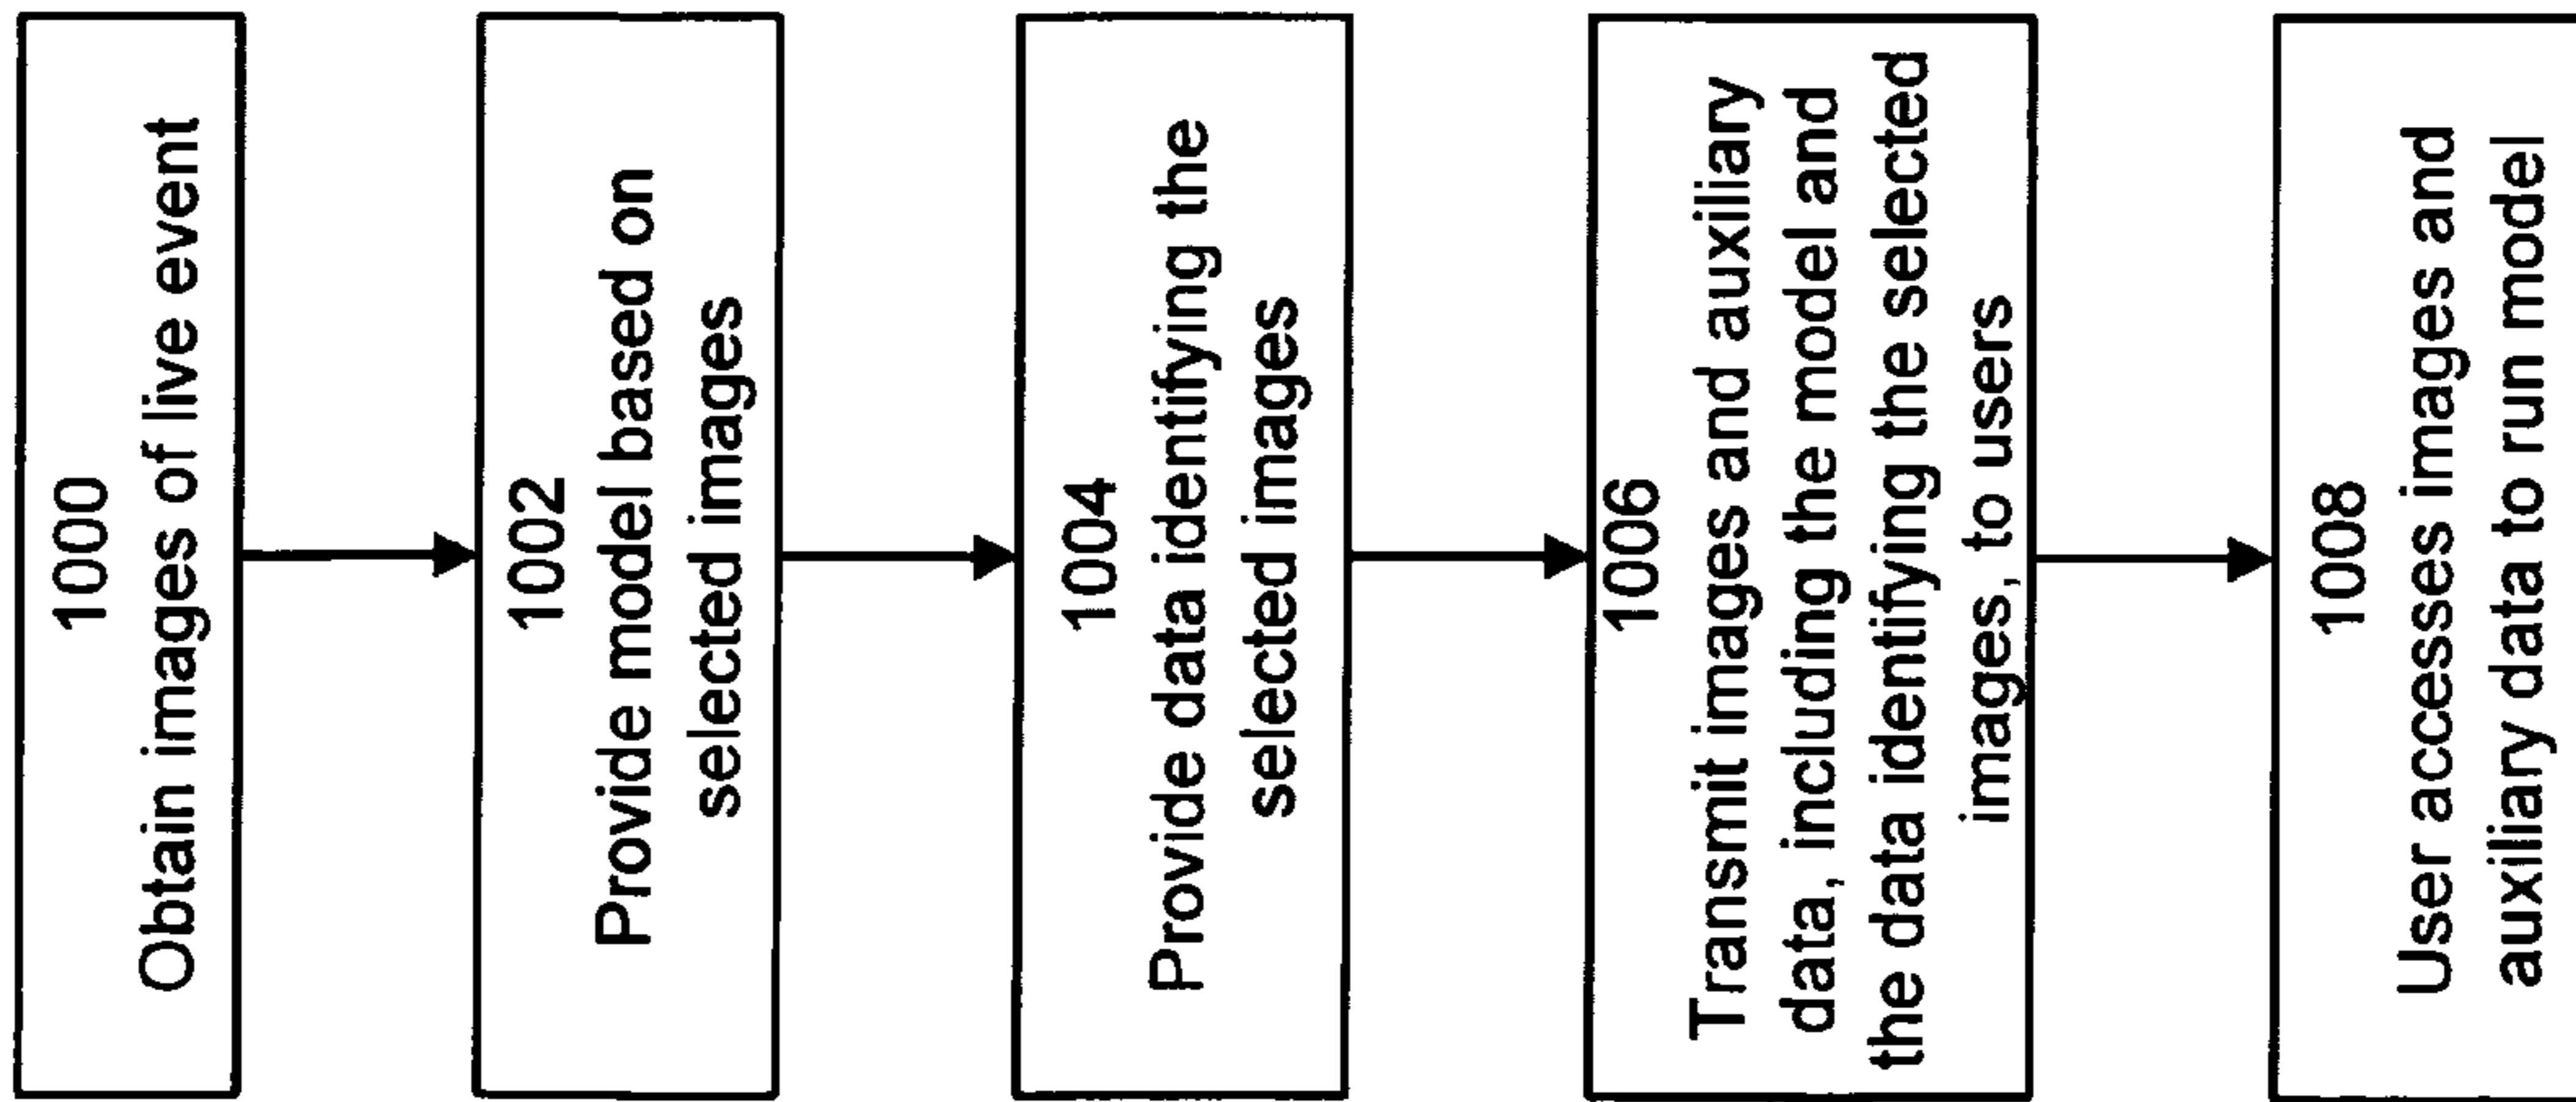 1000
Obtain images of live event
1002
Provide model based on
selected images
1004
Provide data identifying the
selected images
1006
Transmit images and auxiliary
data, including the model and
the data identifying the selected
images, to users
1008
User accesses images and
auxiliary data to run model